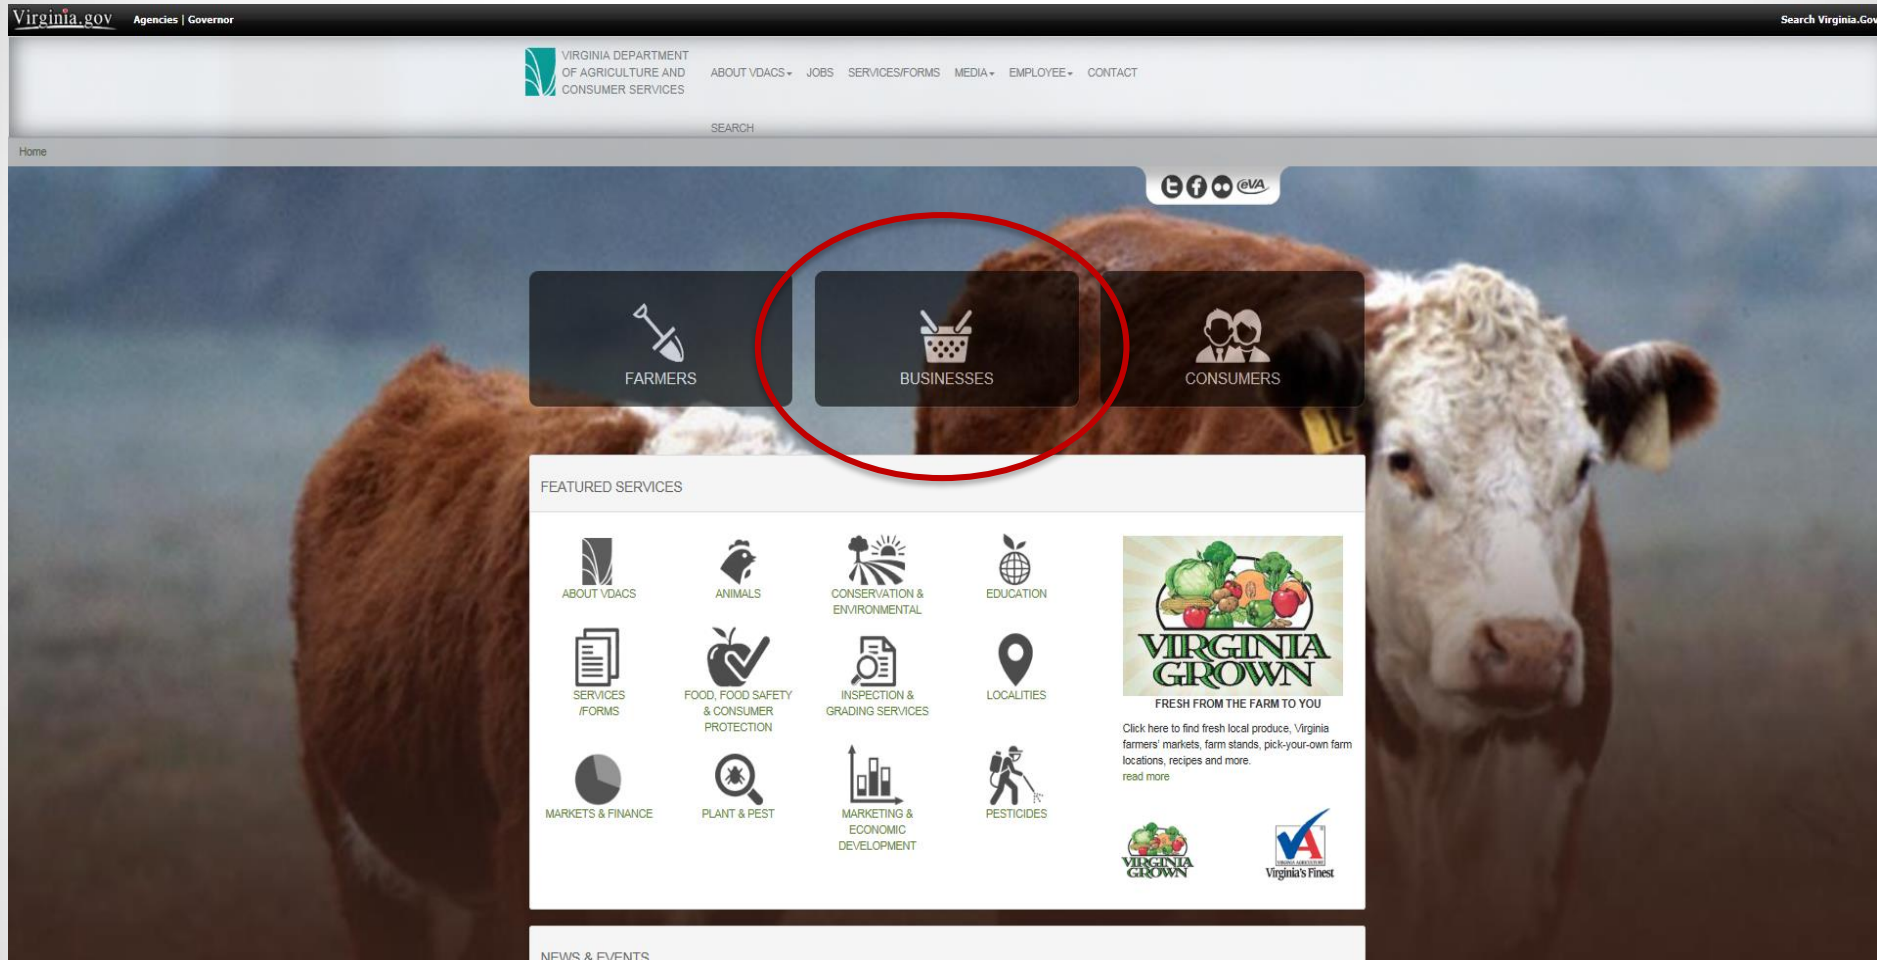 Virginia.gov Agencies | Governor Search Virginia.Gov
VIRGINIA DEPARTMENT
OF AGRICULTURE AND
CONSUMER SERVICES
ABOUT VDACS JOBS SERVICES/FORMS MEDIA EMPLOYEE CONTACT
SEARCH
Home
eVA
FARMERS
BUSINESSES
CONSUMERS
FEATURED SERVICES
ABOUT VDACS
ANIMALS
CONSERVATION &
ENVIRONMENTAL
EDUCATION
SERVICES
/FORMS
FOOD, FOOD SAFETY
& CONSUMER
PROTECTION
INSPECTION &
GRADING SERVICES
LOCALITIES
MARKETS & FINANCE
PLANT & PEST
MARKETING &
ECONOMIC
DEVELOPMENT
PESTICIDES
VIRGINIA
GROWN
FRESH FROM THE FARM TO YOU
Click here to find fresh local produce, Virginia
farmers' markets, farm stands, pick-your-own farm
locations, recipes and more.
read more
VIRGINIA
GROWN
VA
Virginia's Finest
NEWS & EVENTS